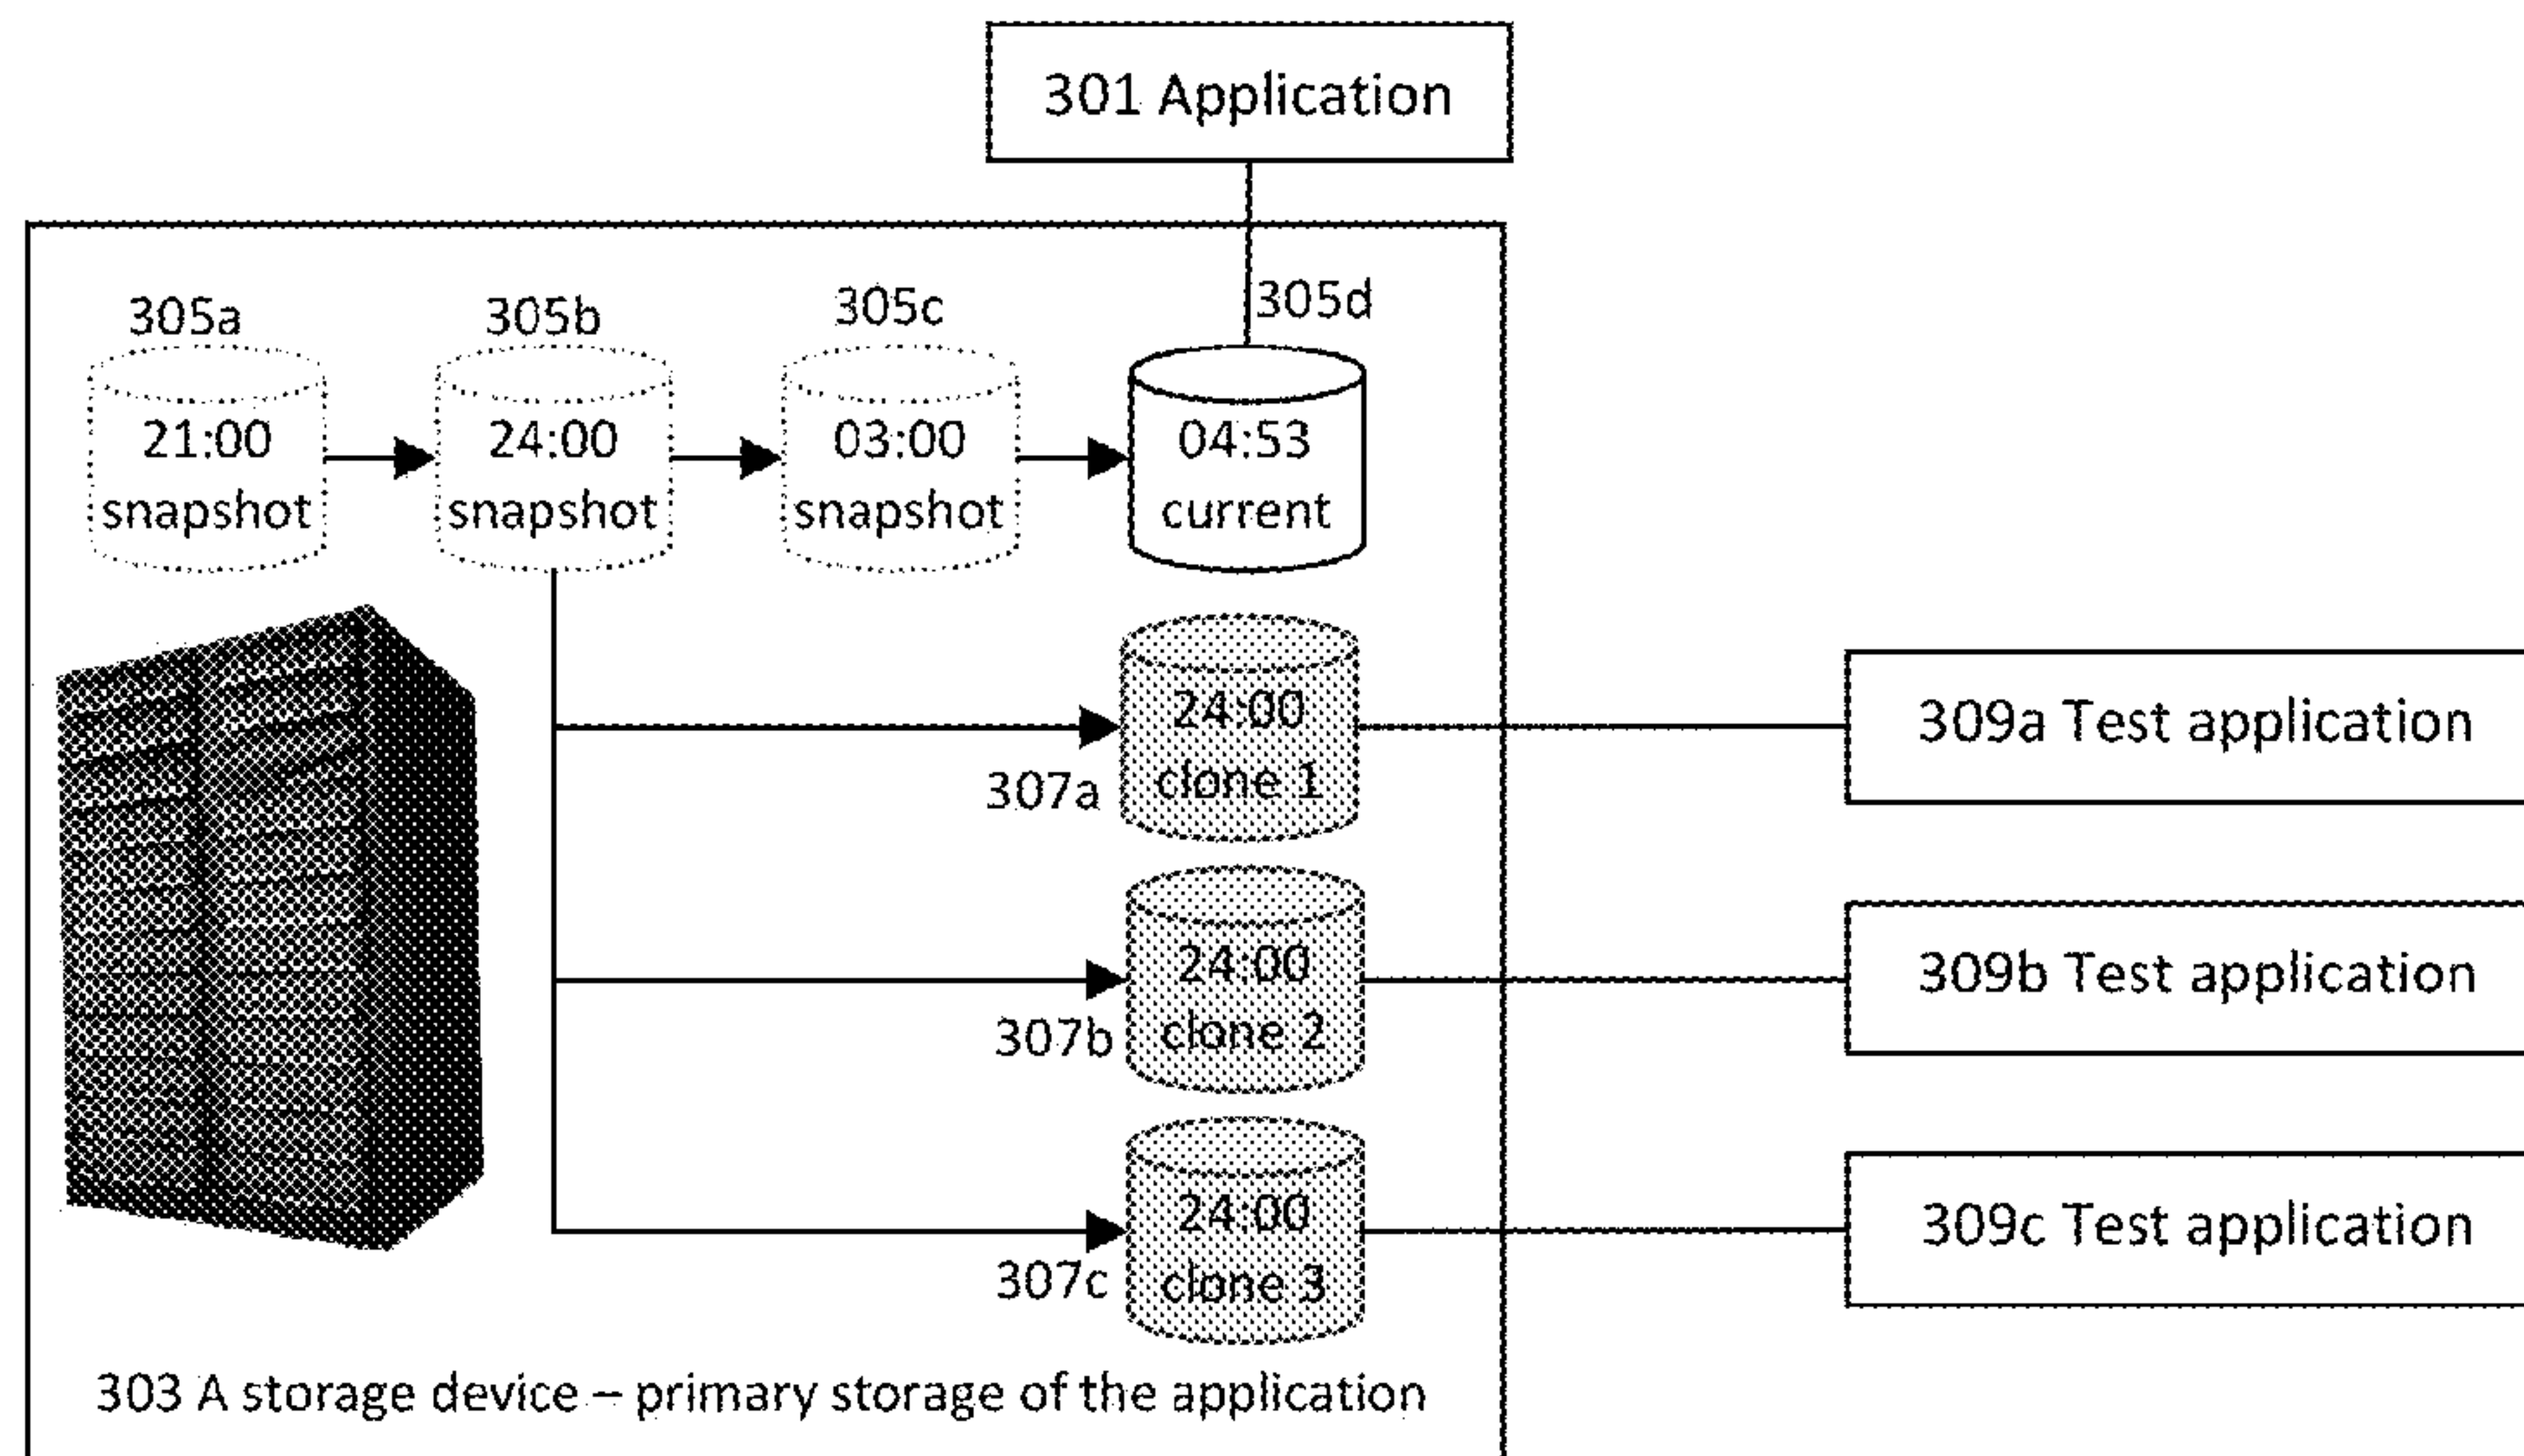 301 Application
305a
305b
305c
305d
21:00
snapshot
24:00
snapshot
03:00
snapshot
04:53
current
24:00
clone 1
307a
309a Test application
24:00
clone 2
307b
309b Test application
24:00
clone 3
307c
309c Test application
303 A storage device – primary storage of the application